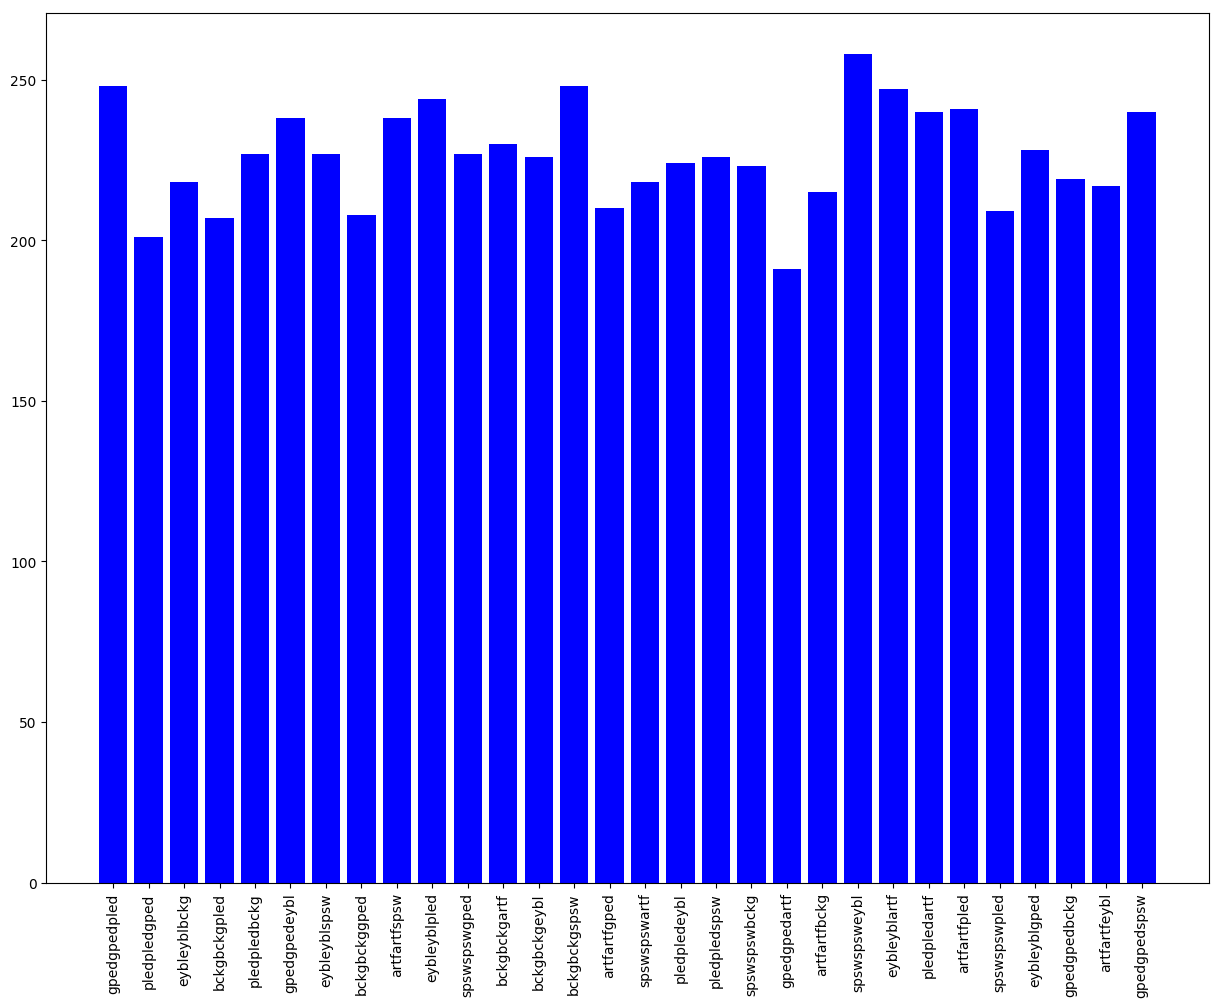 250
200
150
100
50
0
gpedgpedpled
pledpledgped
eybleyblbckg
bckgbckgpled
pledpledbckg
gpedgpedeybl
eybleyblspsw
bckgbckggped
artfartfspsw
eybleyblpled
spswspswgped
bckgbckgartf
bckgbckgeybl
bckgbckgspsw
artfartfgped
spswspswartf
pledpledeybl
pledpledspsw
spswspswbckg
gpedgpedartf
artfartfbckg
spswspsweybl
eybleyblartf
pledpledartf
artfartfpled
spswspswpled
eybleyblgped
gpedgpedbckg
artfartfeybl
gpedgpedspsw